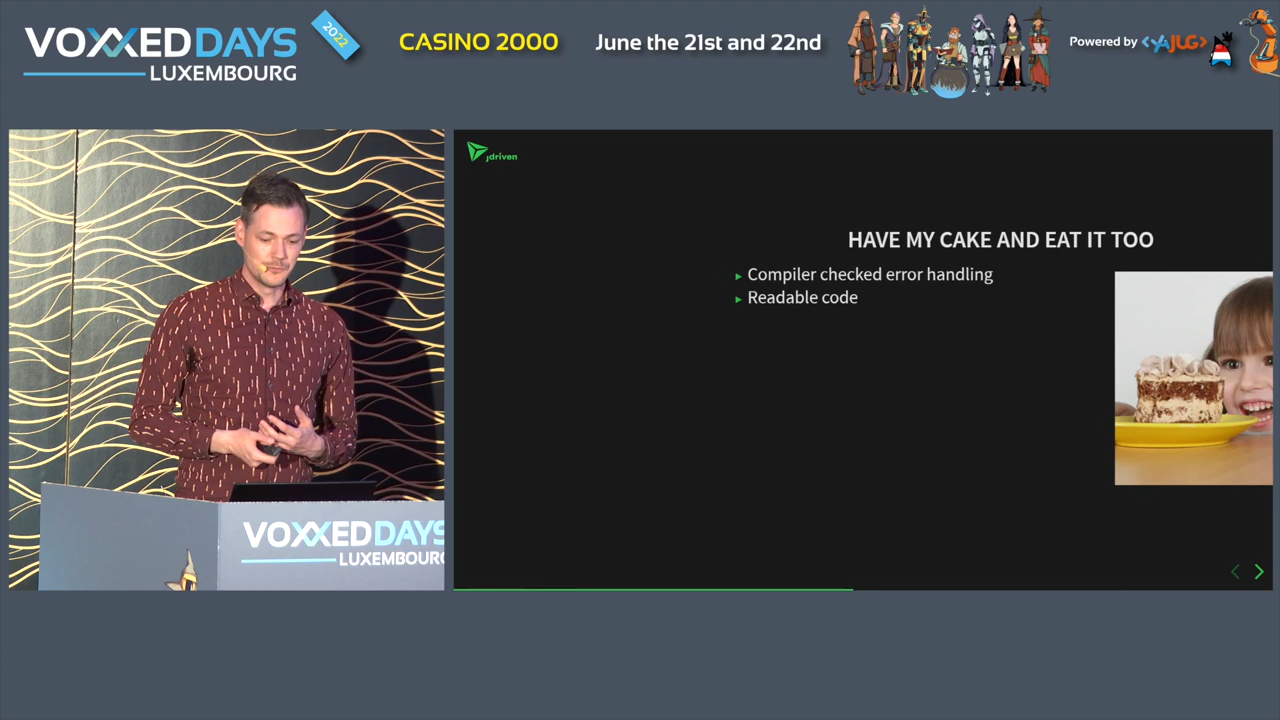 VOXXEDDAYS
LUXEMBOURG
2022
CASINO 2000
June the 21st and 22nd
Powered by <YAJUG>
jdriven
HAVE MY CAKE AND EAT IT TOO
▸ Compiler checked error handling
▸ Readable code
VOXXEDDAYS
LUXEMBOURG